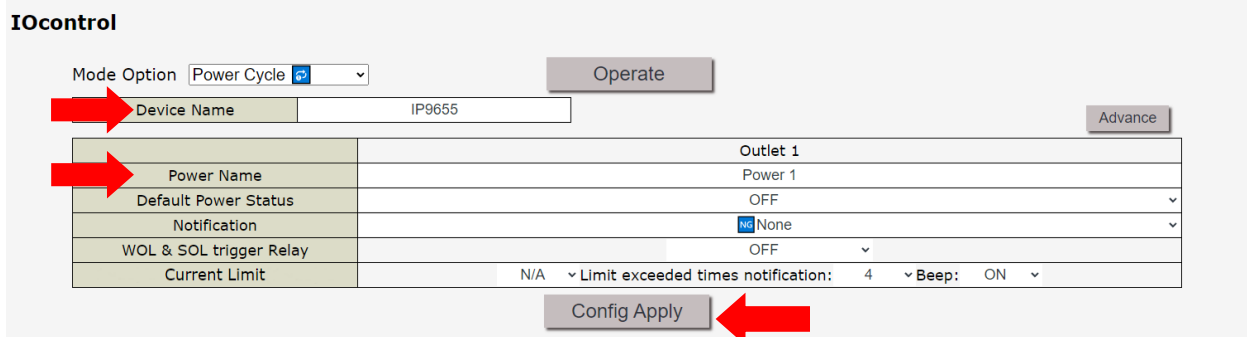 IOcontrol
Mode Option Power Cycle Operate
Device Name IP9655
Advance
Outlet 1
Power Name Power 1
Default Power Status OFF
Notification NG None
WOL & SOL trigger Relay OFF
Current Limit N/A Limit exceeded times notification: 4 Beep: ON
Config Apply